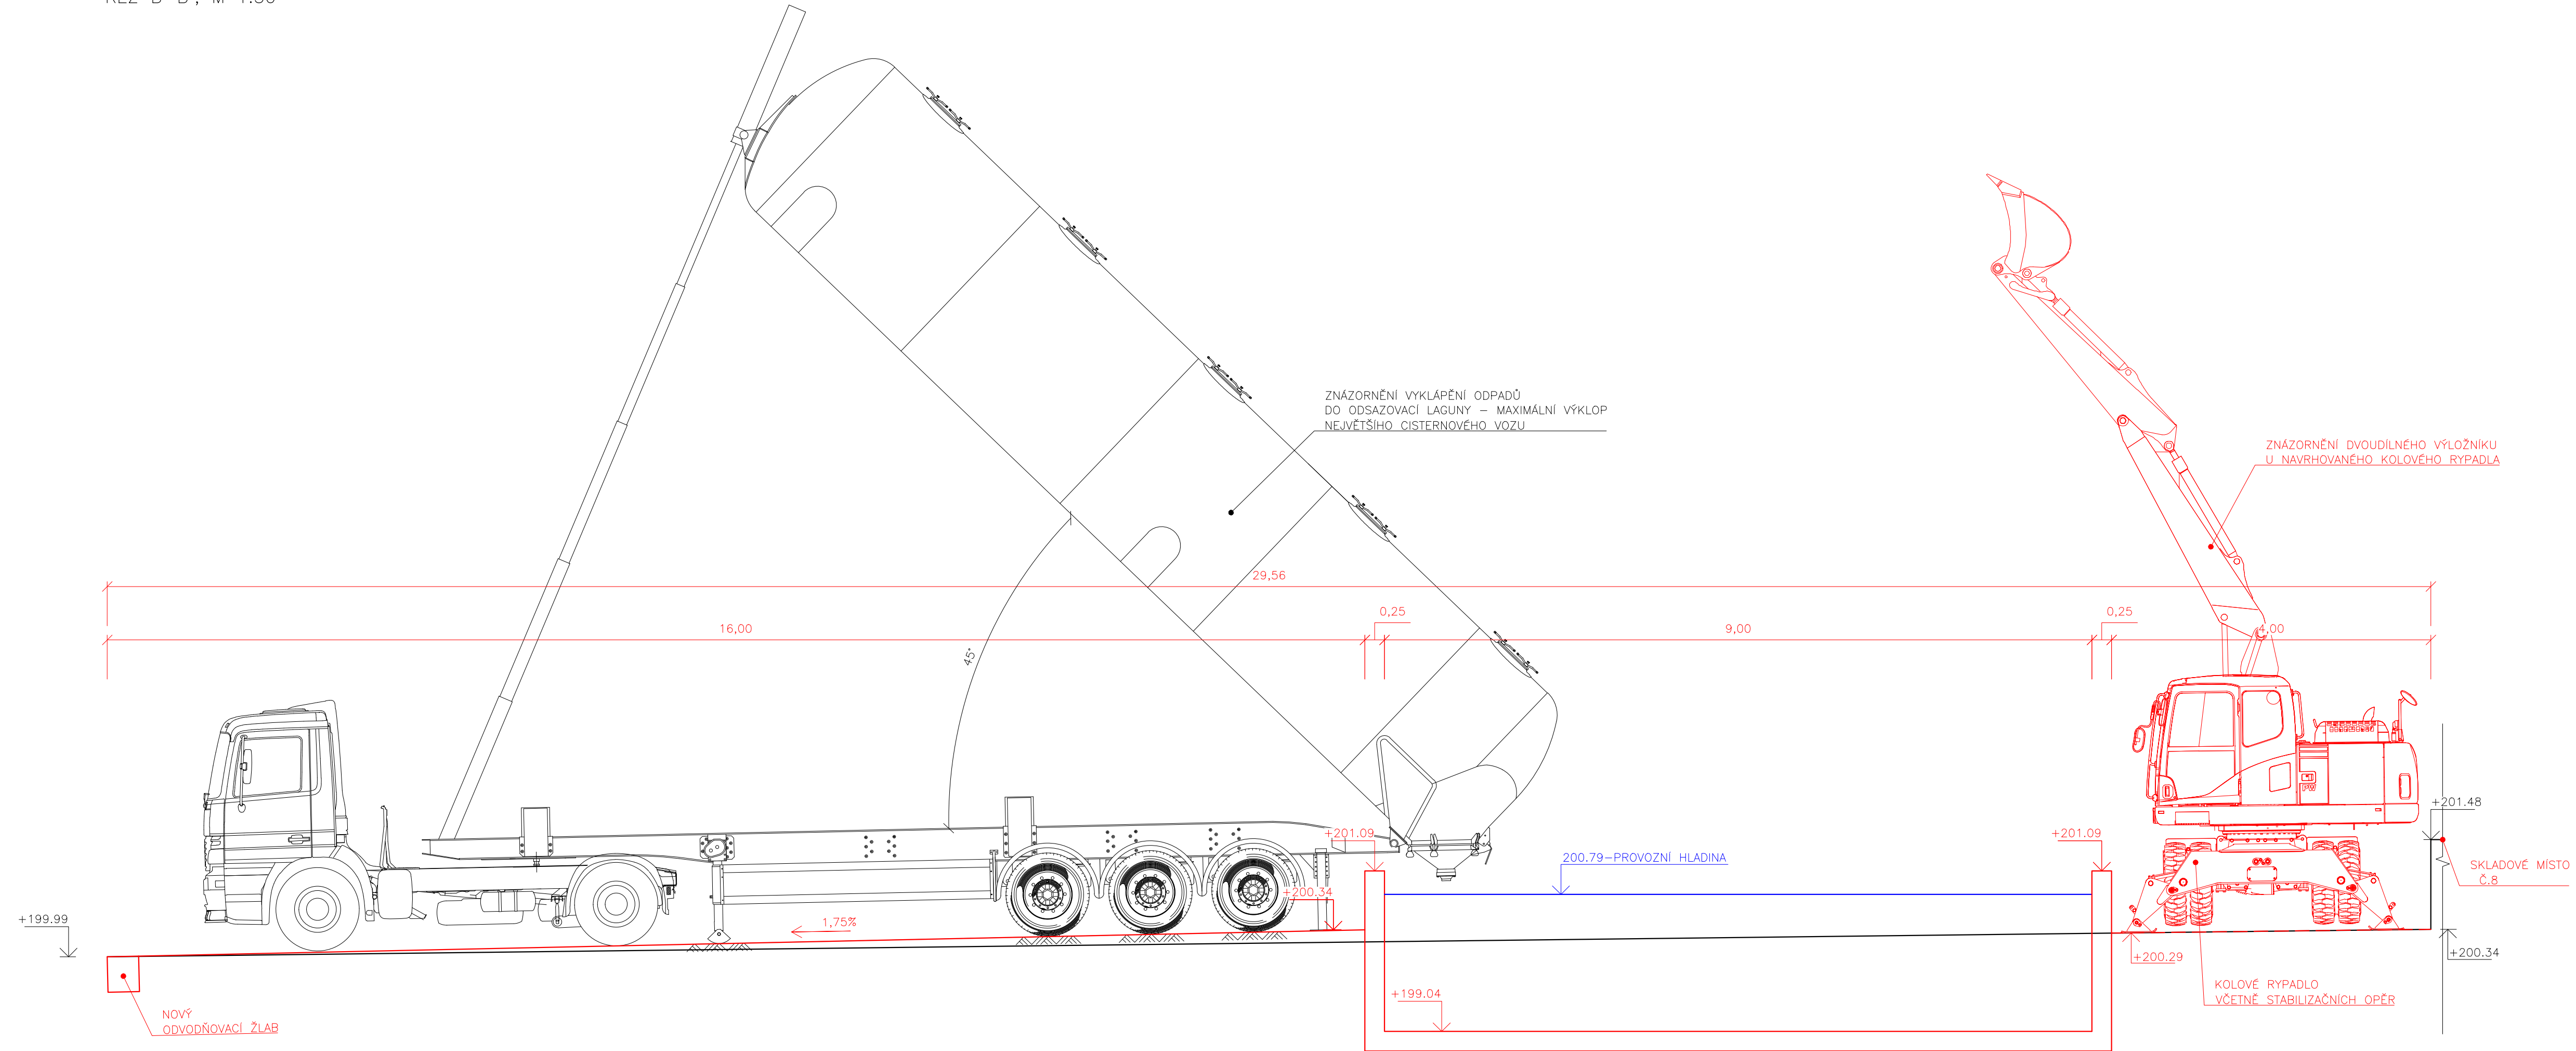 ZNÁZORNĚNÍ VYKLÁPĚNÍ ODPADŮ
DO ODSAZOVACÍ LAGUNY – MAXIMÁLNÍ VÝKLOP
NEJVĚTŠÍHO CISTERNOVÉHO VOZU
ZNÁZORNĚNÍ DVOUDÍLNÉHO VÝLOŽNÍKU
U NAVRHOVANÉHO KOLOVÉHO RYPADLA
29,56
16,00
0,25
9,00
0,25
4,00
45°
+201.48
+201.09
+201.09
200.79–PROVOZNÍ HLADINA
SKLADOVÉ MÍSTO
Č.8
+200.34
+199.99
1,75%
+200.29
+200.34
+199.04
KOLOVÉ RYPADLO
VČETNĚ STABILIZAČNÍCH OPĚR
NOVÝ
ODVODŇOVACÍ ŽLAB